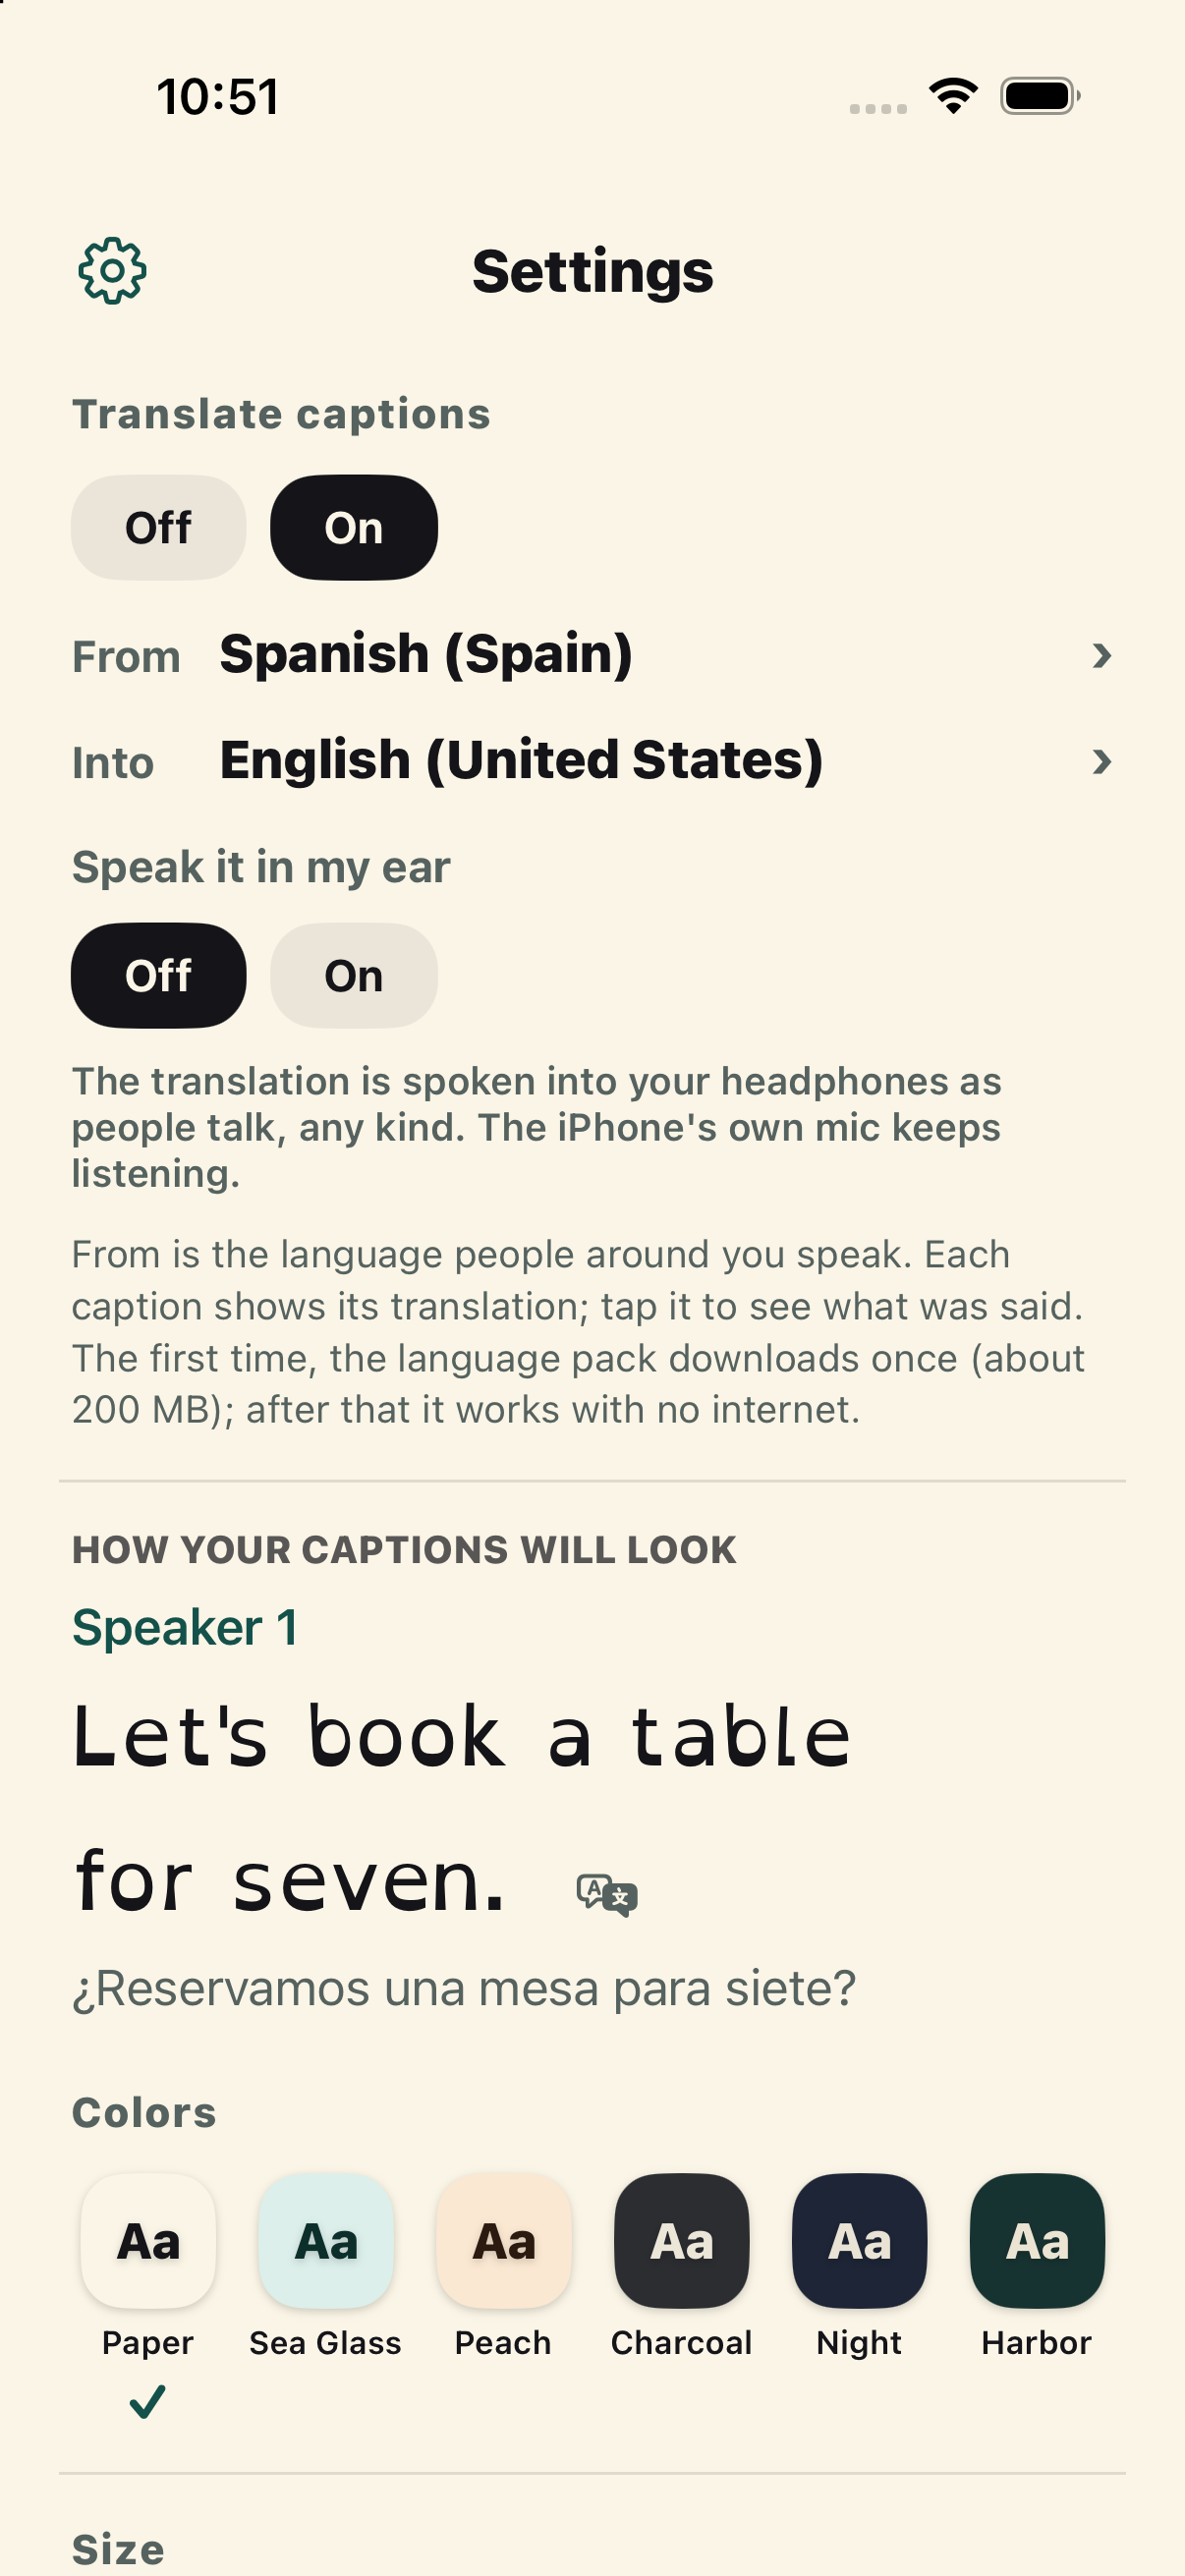 10:51
Settings
Translate captions
Off On
From Spanish (Spain) ›
Into English (United States) ›
Speak it in my ear
Off On
The translation is spoken into your headphones as
people talk, any kind. The iPhone's own mic keeps
listening.
From is the language people around you speak. Each
caption shows its translation; tap it to see what was said.
The first time, the language pack downloads once (about
200 MB); after that it works with no internet.
HOW YOUR CAPTIONS WILL LOOK
Speaker 1
Let's book a table
for seven. A 文
¿Reservamos una mesa para siete?
Colors
Aa Aa Aa Aa Aa Aa
Paper Sea Glass Peach Charcoal Night Harbor
Size